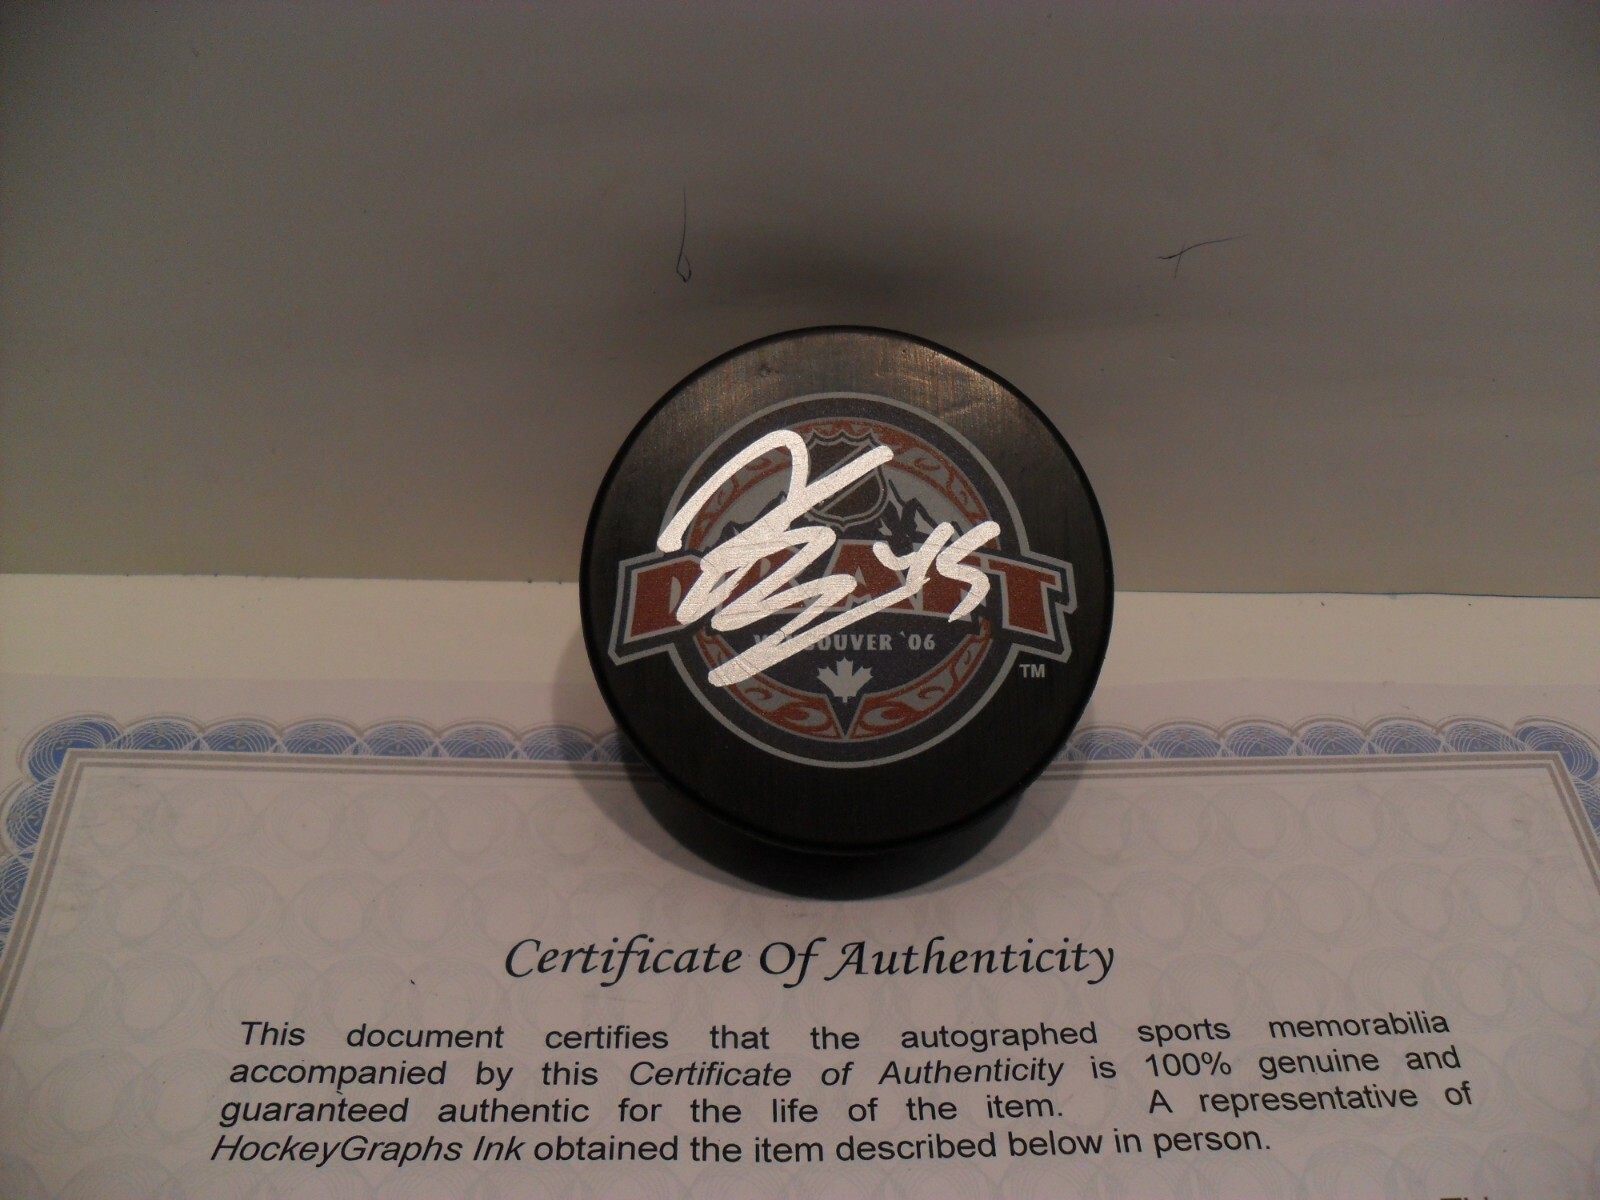 45
DRAFT
VANCOUVER '06
TM
Certificate Of Authenticity
This document certifies that the autographed sports memorabilia
accompanied by this Certificate of Authenticity is 100% genuine and
guaranteed authentic for the life of the item. A representative of
HockeyGraphs Ink obtained the item described below in person.